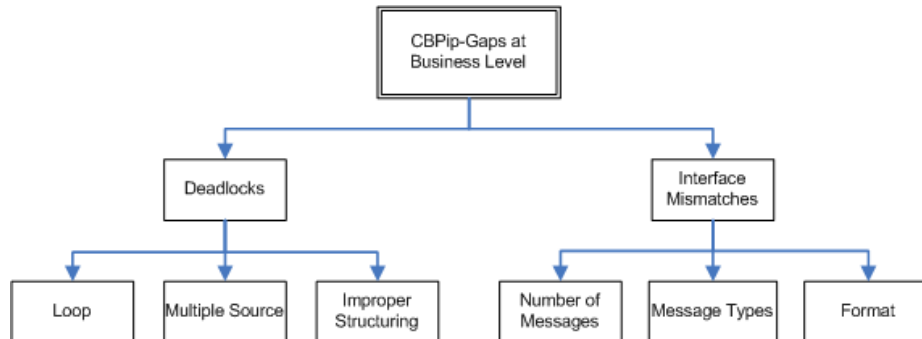 CBPip-Gaps at
Business Level
Deadlocks
Interface
Mismatches
Loop
Multiple Source
Improper
Structuring
Number of
Messages
Message Types
Format